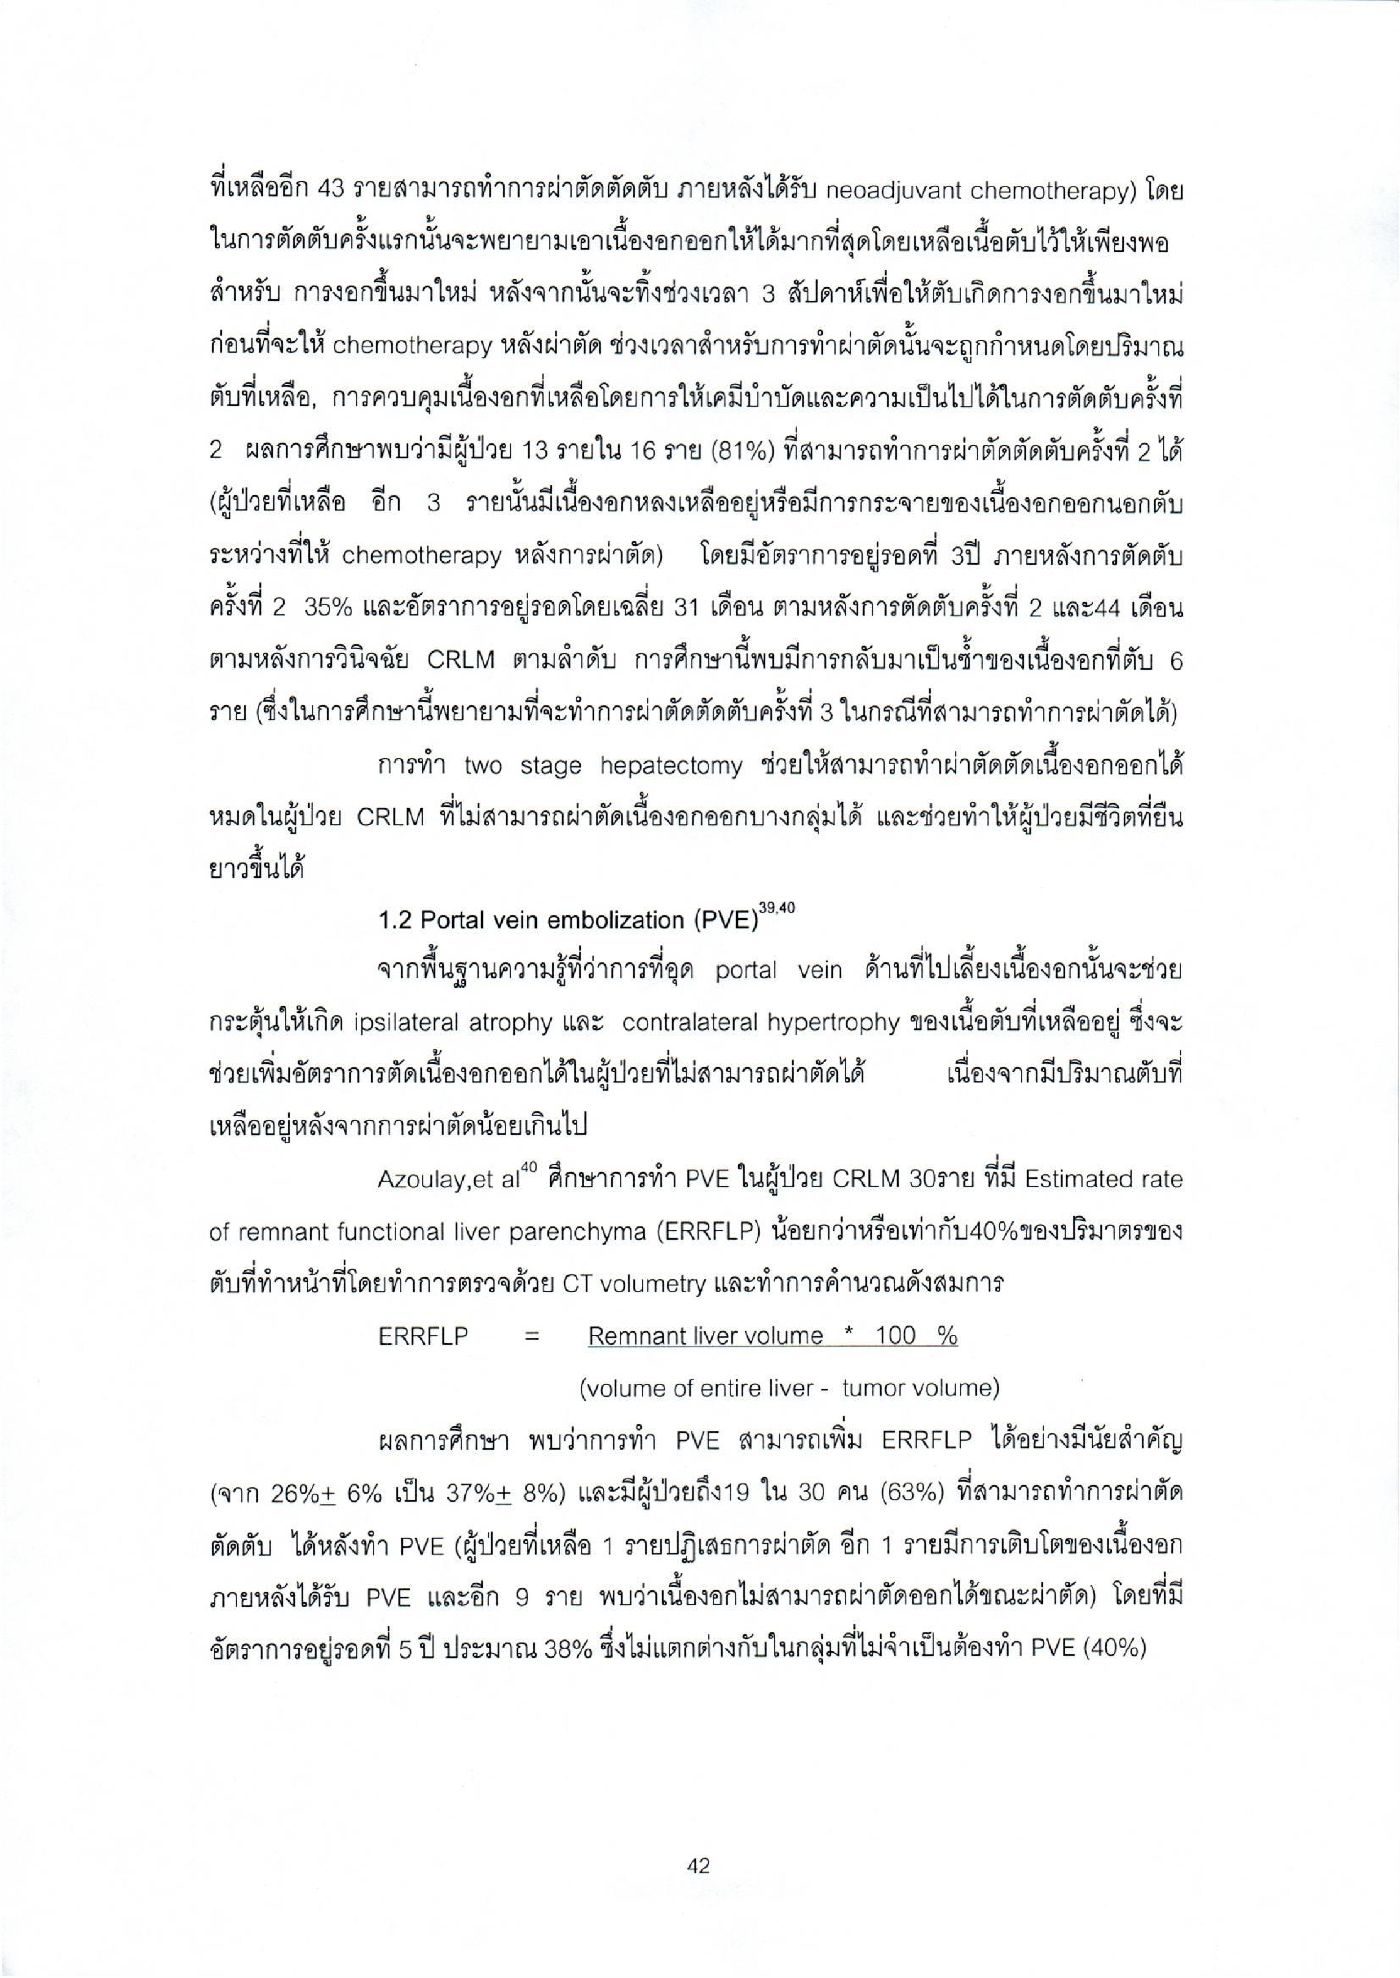 ที่เหลืออีก 43 รายสามารถทำการผ่าตัดตัดตับ ภายหลังได้รับ neoadjuvant chemotherapy) โดย
ในการตัดตับครั้งแรกนั้นจะพยายามเอาเนื้องอกออกให้ได้มากที่สุดโดยเหลือเนื้อตับไว้ให้เพียงพอ
สำหรับ การงอกขึ้นมาใหม่ หลังจากนั้นจะทิ้งช่วงเวลา 3 สัปดาห์เพื่อให้ตับเกิดการงอกขึ้นมาใหม่
ก่อนที่จะให้ chemotherapy หลังผ่าตัด ช่วงเวลาสำหรับการทำผ่าตัดนั้นจะถูกกำหนดโดยปริมาณ
ตับที่เหลือ, การควบคุมเนื้องอกที่เหลือโดยการให้เคมีบำบัดและความเป็นไปได้ในการตัดตับครั้งที่
2 ผลการศึกษาพบว่ามีผู้ป่วย 13 รายใน 16 ราย (81%) ที่สามารถทำการผ่าตัดตัดตับครั้งที่ 2 ได้
(ผู้ป่วยที่เหลือ อีก 3 รายนั้นมีเนื้องอกหลงเหลืออยู่หรือมีการกระจายของเนื้องอกออกนอกตับ
ระหว่างที่ให้ chemotherapy หลังการผ่าตัด) โดยมีอัตราการอยู่รอดที่ 3ปี ภายหลังการตัดตับ
ครั้งที่ 2 35% และอัตราการอยู่รอดโดยเฉลี่ย 31 เดือน ตามหลังการตัดตับครั้งที่ 2 และ44 เดือน
ตามหลังการวินิจฉัย CRLM ตามลำดับ การศึกษานี้พบมีการกลับมาเป็นซ้ำของเนื้องอกที่ตับ 6
ราย (ซึ่งในการศึกษานี้พยายามที่จะทำการผ่าตัดตัดตับครั้งที่ 3 ในกรณีที่สามารถทำการผ่าตัดได้)
การทำ two stage hepatectomy ช่วยให้สามารถทำผ่าตัดตัดเนื้องอกออกได้
หมดในผู้ป่วย CRLM ที่ไม่สามารถผ่าตัดเนื้องอกออกบางกลุ่มได้ และช่วยทำให้ผู้ป่วยมีชีวิตที่ยืน
ยาวขึ้นได้
1.2 Portal vein embolization (PVE)39,40
จากพื้นฐานความรู้ที่ว่าการที่อุด portal vein ด้านที่ไปเลี้ยงเนื้องอกนั้นจะช่วย
กระตุ้นให้เกิด ipsilateral atrophy และ contralateral hypertrophy ของเนื้อตับที่เหลืออยู่ ซึ่งจะ
ช่วยเพิ่มอัตราการตัดเนื้องอกออกได้ในผู้ป่วยที่ไม่สามารถผ่าตัดได้ เนื่องจากมีปริมาณตับที่
เหลืออยู่หลังจากการผ่าตัดน้อยเกินไป
Azoulay,et al40 ศึกษาการทำ PVE ในผู้ป่วย CRLM 30ราย ที่มี Estimated rate
of remnant functional liver parenchyma (ERRFLP) น้อยกว่าหรือเท่ากับ40%ของปริมาตรของ
ตับที่ทำหน้าที่โดยทำการตรวจด้วย CT volumetry และทำการคำนวณดังสมการ
ERRFLP = Remnant liver volume * 100 %
(volume of entire liver - tumor volume)
ผลการศึกษา พบว่าการทำ PVE สามารถเพิ่ม ERRFLP ได้อย่างมีนัยสำคัญ
(จาก 26%± 6% เป็น 37%± 8%) และมีผู้ป่วยถึง19 ใน 30 คน (63%) ที่สามารถทำการผ่าตัด
ตัดตับ ได้หลังทำ PVE (ผู้ป่วยที่เหลือ 1 รายปฏิเสธการผ่าตัด อีก 1 รายมีการเติบโตของเนื้องอก
ภายหลังได้รับ PVE และอีก 9 ราย พบว่าเนื้องอกไม่สามารถผ่าตัดออกได้ขณะผ่าตัด) โดยที่มี
อัตราการอยู่รอดที่ 5 ปี ประมาณ 38% ซึ่งไม่แตกต่างกับในกลุ่มที่ไม่จำเป็นต้องทำ PVE (40%)
42